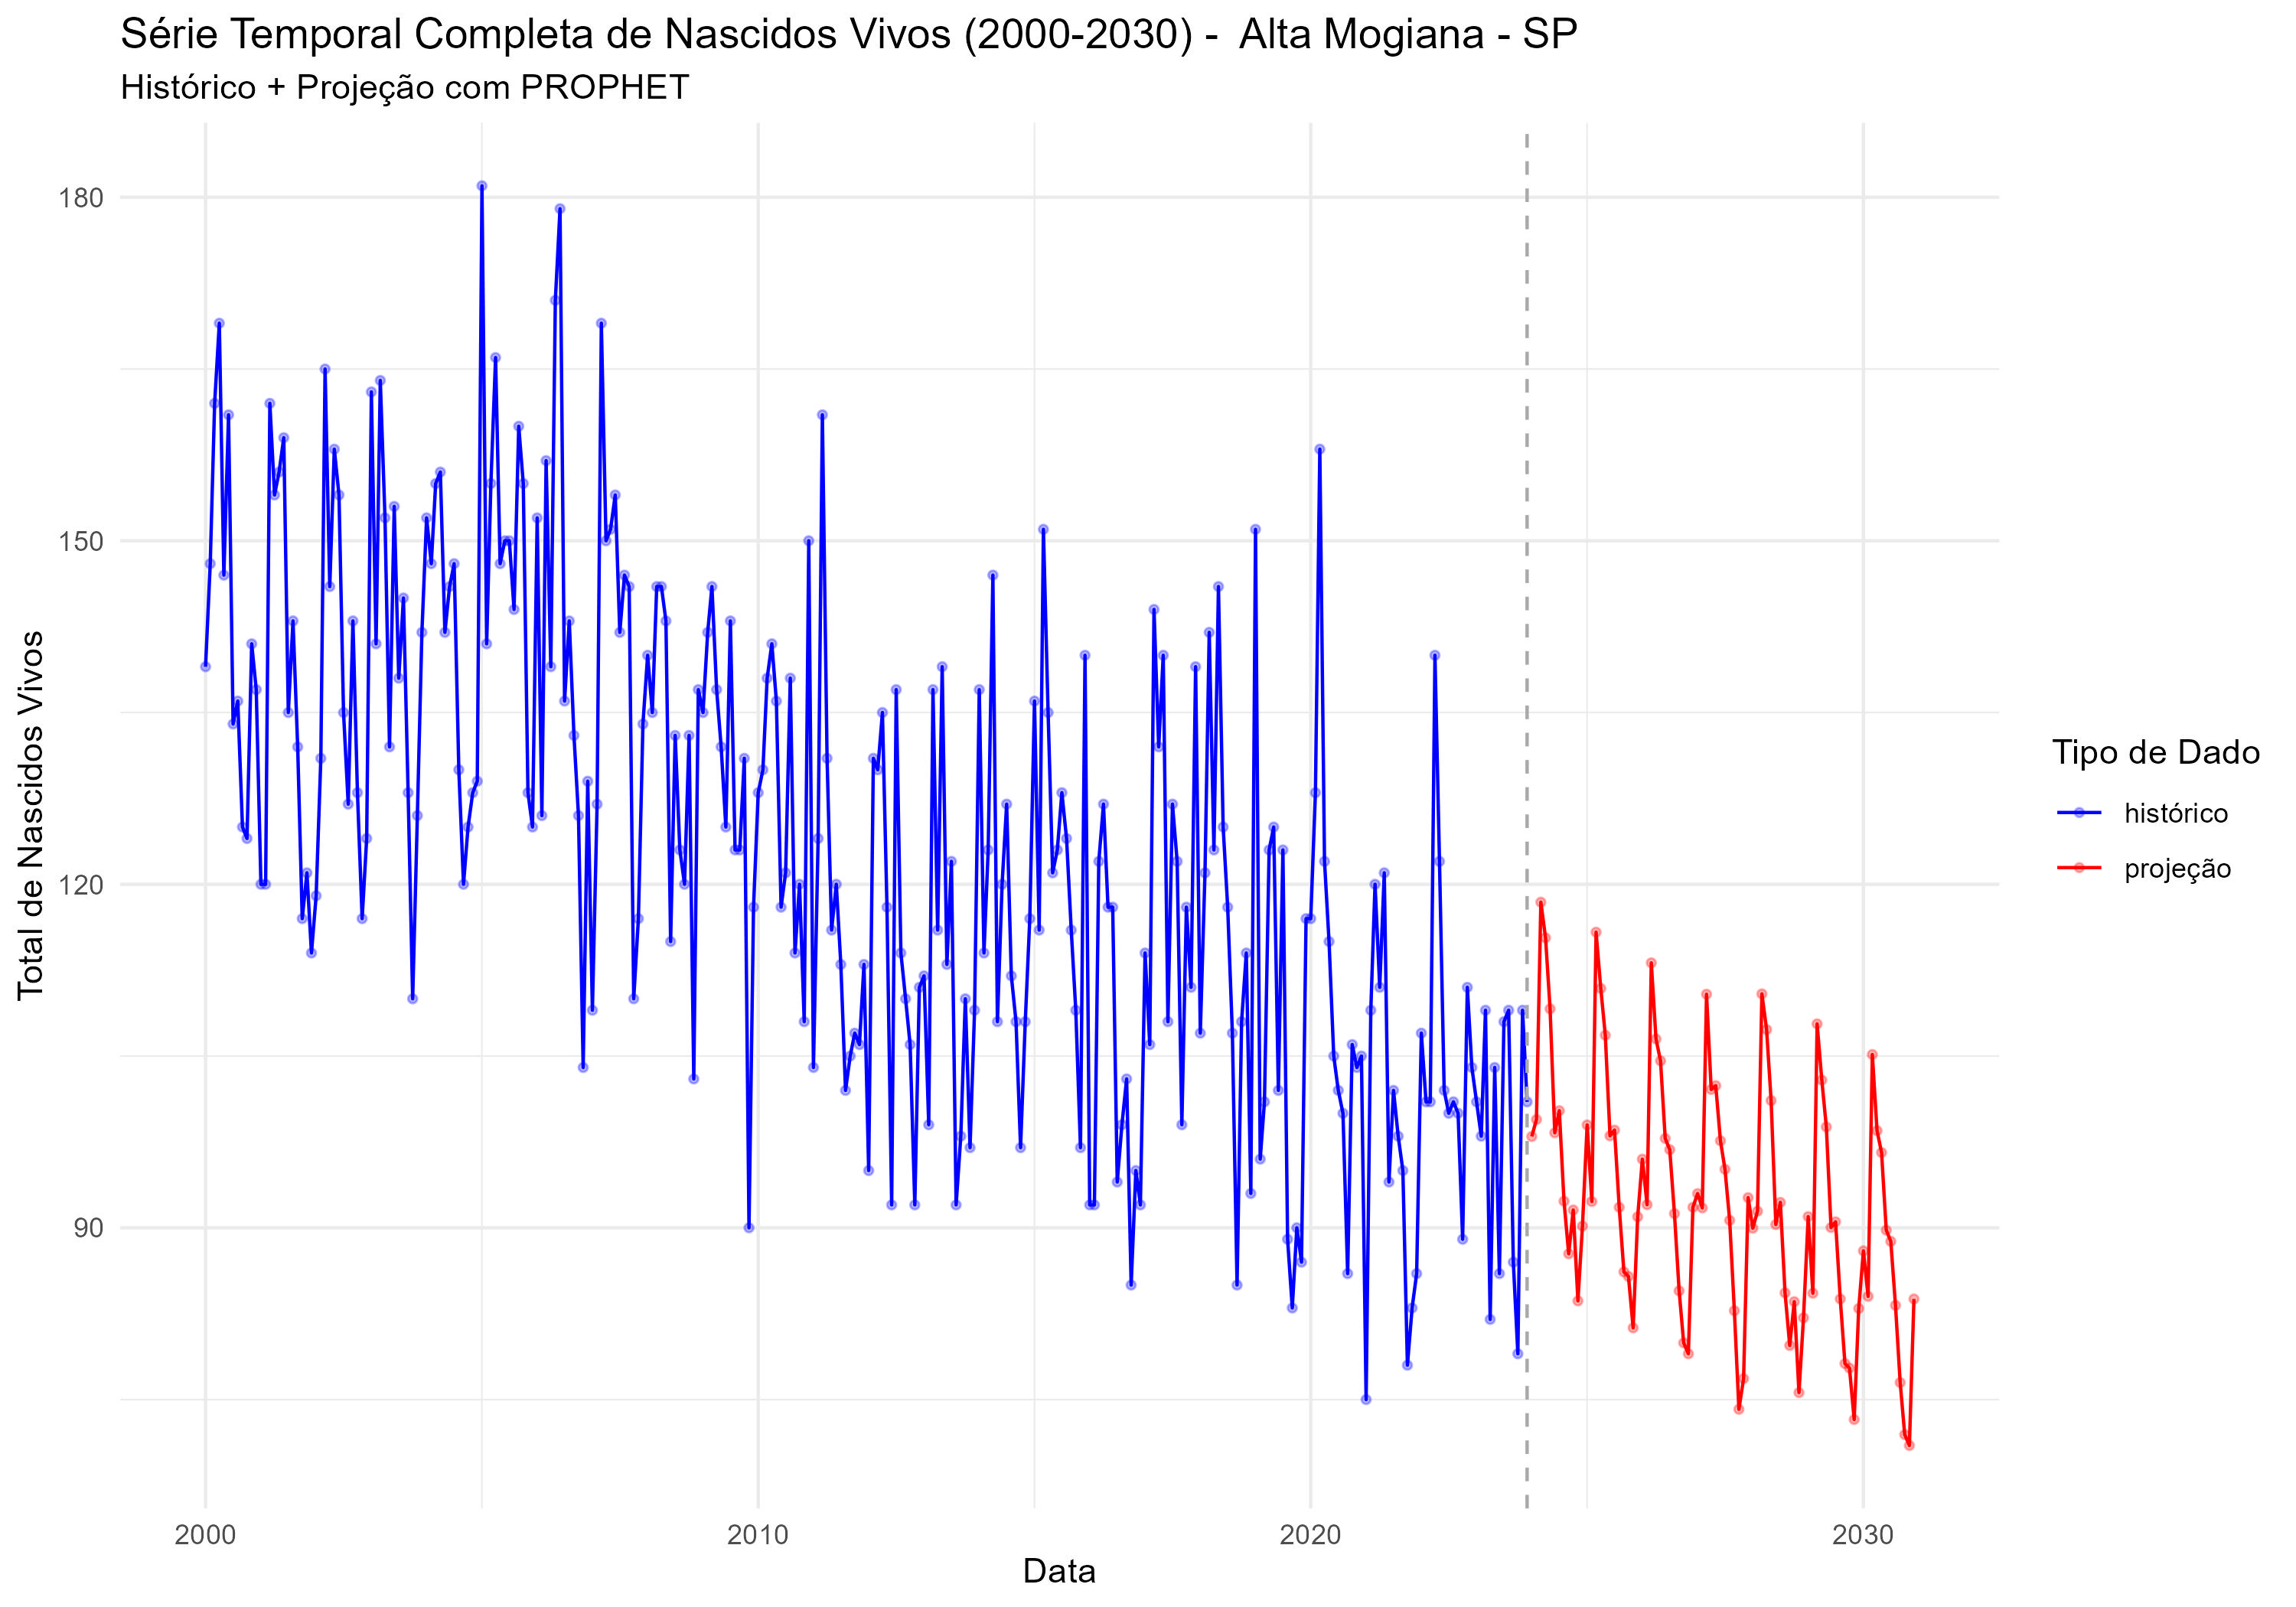 Série Temporal Completa de Nascidos Vivos (2000-2030) -  Alta Mogiana - SP
Histórico + Projeção com PROPHET
Total de Nascidos Vivos
180
150
120
90
2000
2010
2020
2030
Data
Tipo de Dado
histórico
projeção